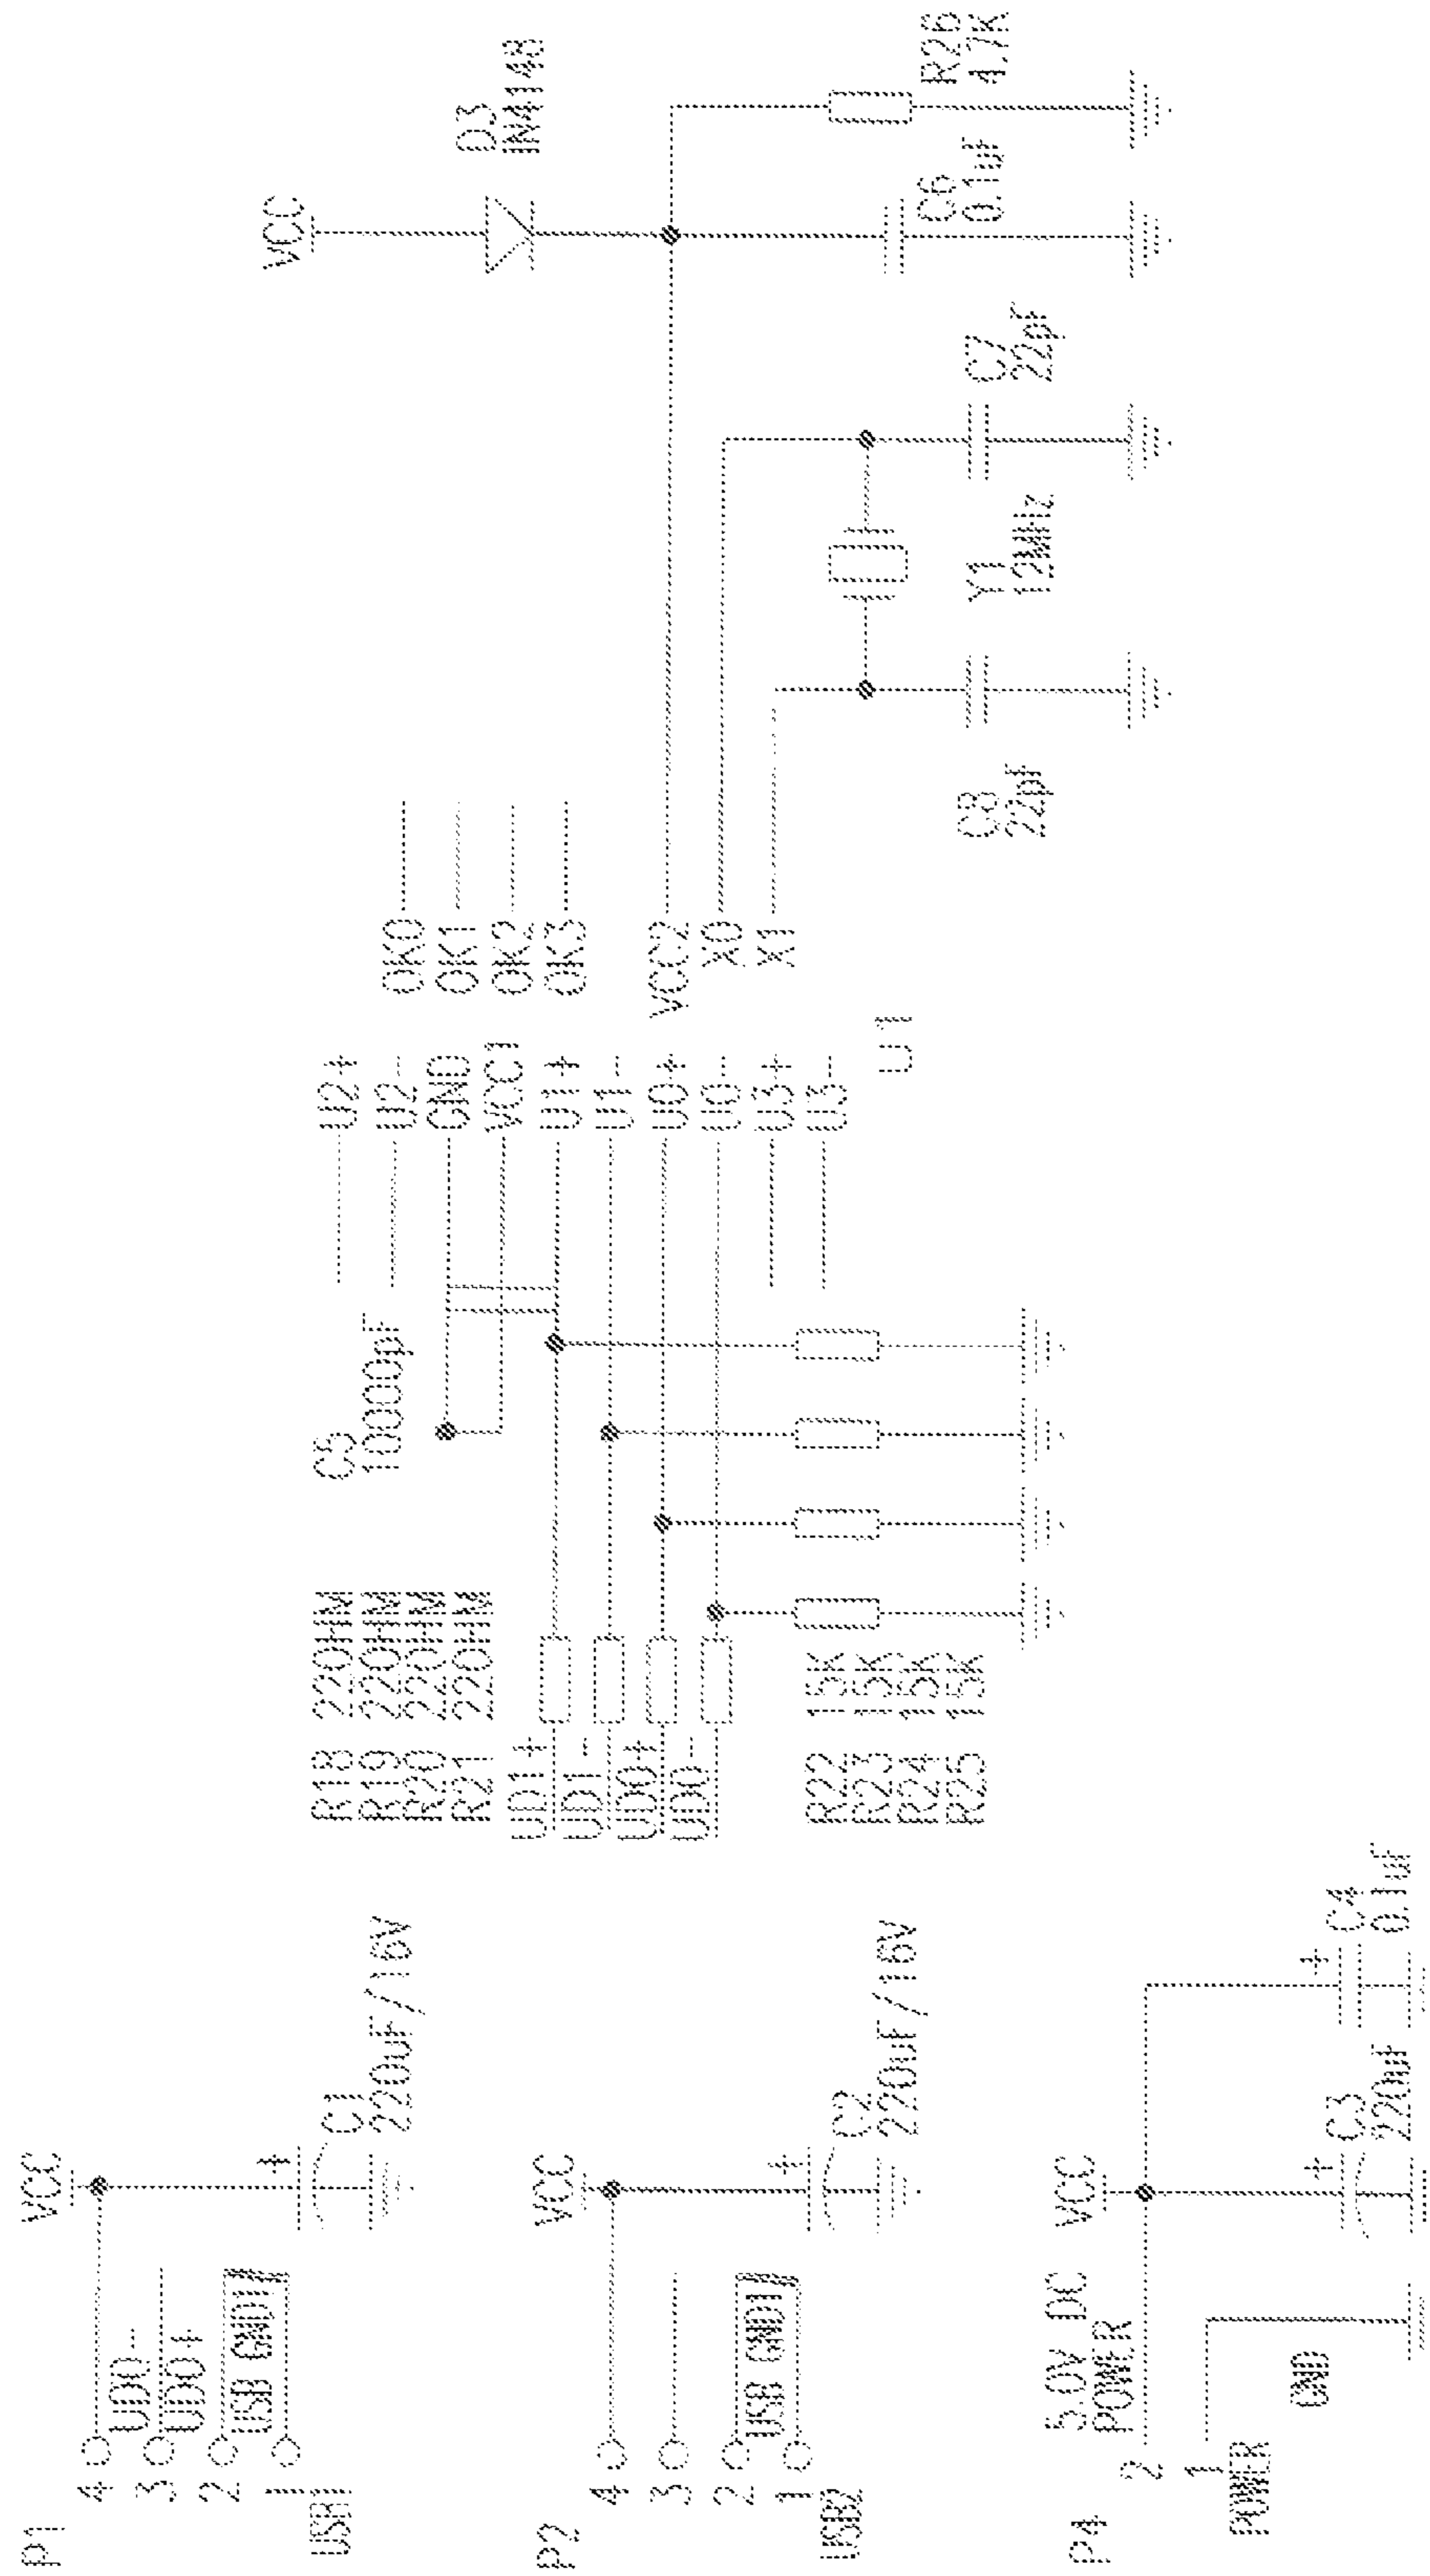 P1
VCC
4
UD0-
3
UD0+
2
USB GND1
1
USB1
C1
220uF/16V
P2
VCC
4
3
2
USB GND1
1
USB2
C2
220uF/16V
P4
VCC
5.0V DC
POWER
2
1
POWER
GND
C3
220uF
C4
0.1uF
R18 220HM
R19 220HM
R20 220HM
R21 220HM
C5
10000pF
UD1+
UD1-
UD0+
UD0-
R22 15K
R23 15K
R24 15K
R25 15K
U2+
U2-
GND
VCC1
U1+
U1-
U0+
U0-
U3+
U3-
U1
OK0
OK1
OK2
OK3
VCC2
X0
X1
VCC
D3
IN4148
C8
22pF
Y1
12MHz
C7
22pF
C6
0.1uF
R26
4.7K